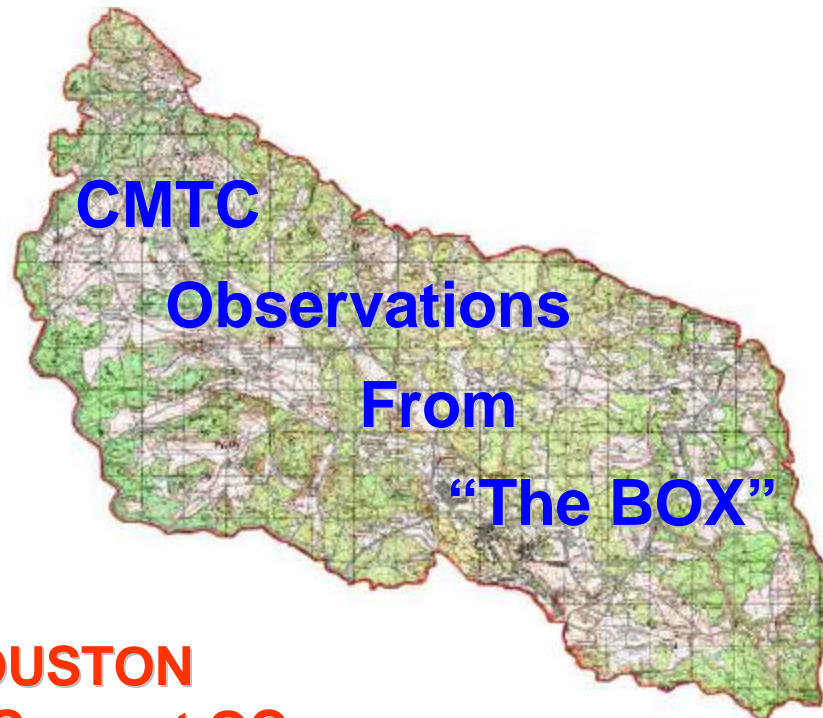 CMTC
Observations
From
“The BOX”
OUSTON